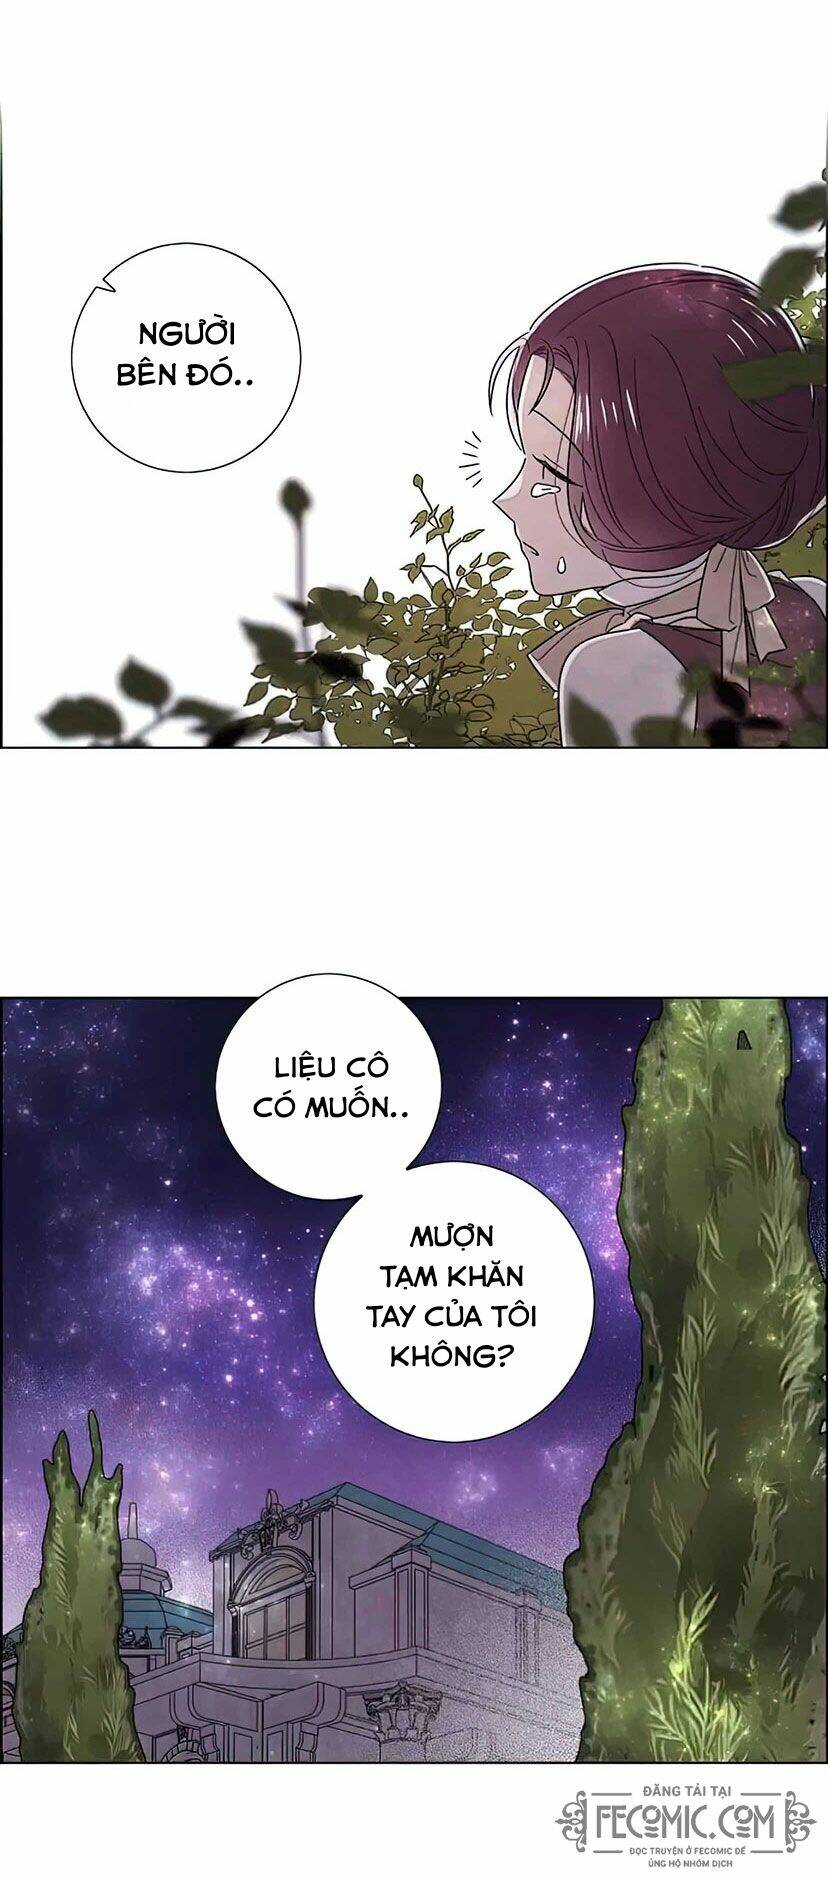 NGƯỜI
BÊN ĐÓ..
LIỆU CÔ
CÓ MUỐN..
MƯỢN
TẠM KHĂN
TAY CỦA TÔI
KHÔNG?
ĐĂNG TẢI TẠI
FECOMIC.COM
ĐỌC TRUYỆN Ở FECOMIC ĐỂ
ỦNG HỘ NHÓM DỊCH